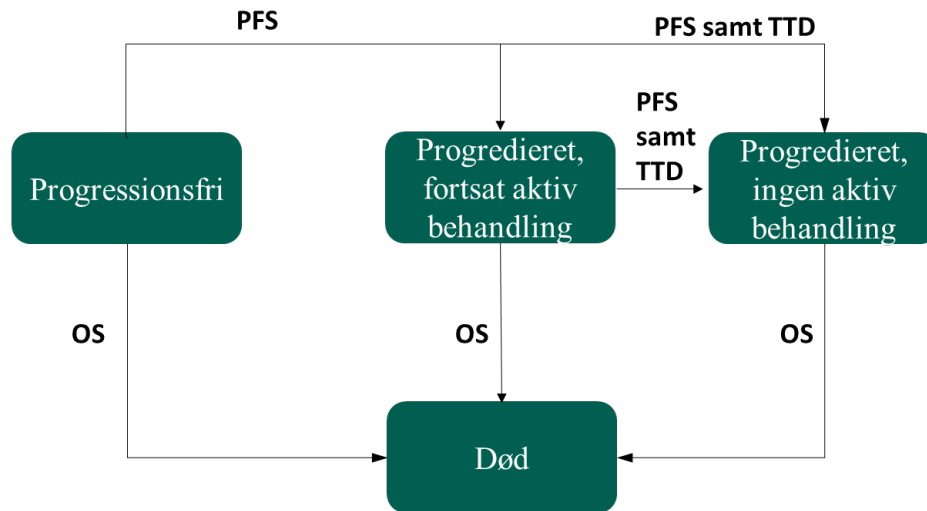 PFS
PFS samt TTD
Progressionsfri
Progredieret,
fortsat aktiv
behandling
PFS
samt
TTD
Progredieret,
ingen aktiv
behandling
OS
OS
OS
Død